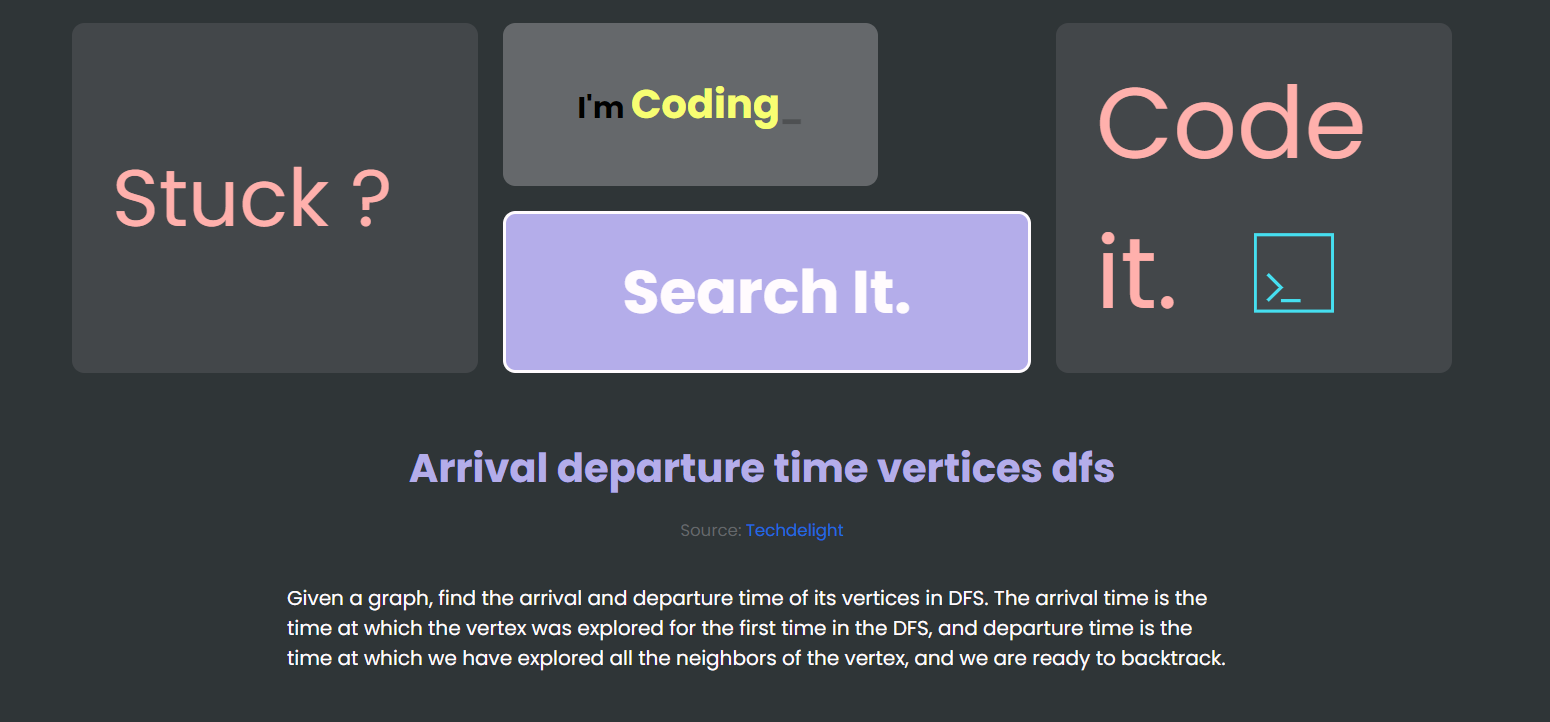 Stuck ?
I'm Coding_
Search It.
Code
it.
>_
Arrival departure time vertices dfs
Source: Techdelight
Given a graph, find the arrival and departure time of its vertices in DFS. The arrival time is the
time at which the vertex was explored for the first time in the DFS, and departure time is the
time at which we have explored all the neighbors of the vertex, and we are ready to backtrack.